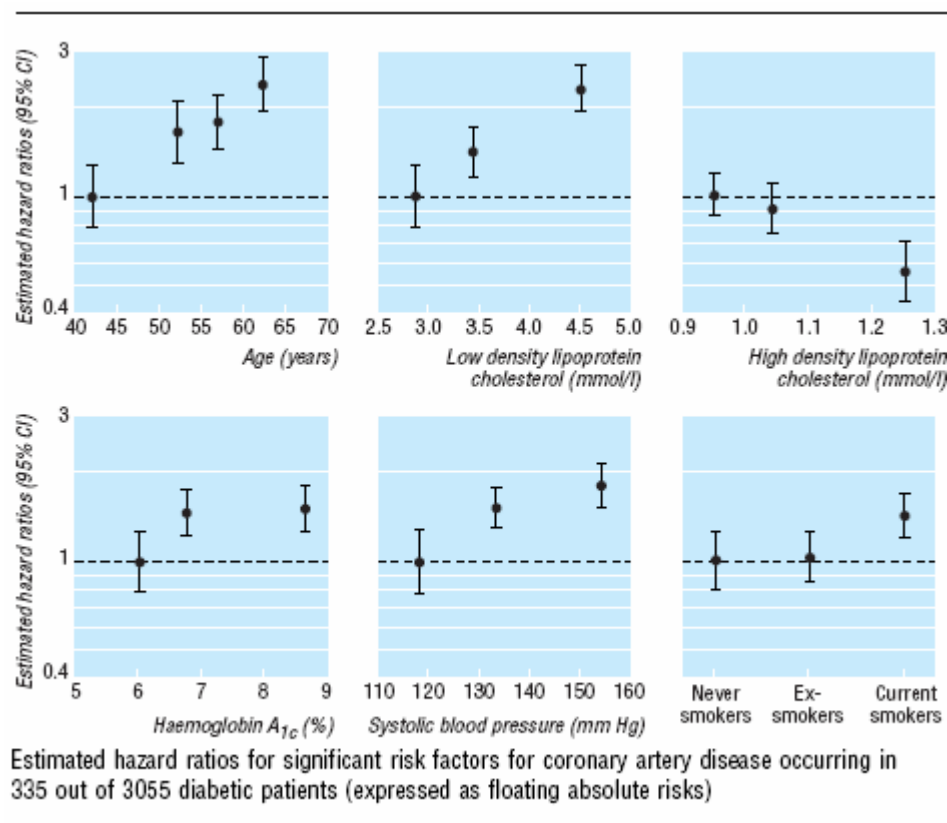 Estimated hazard ratios (95% CI)
3
1
0.4
40 45 50 55 60 65 70
Age (years)
2.5 3.0 3.5 4.0 4.5 5.0
Low density lipoprotein
cholesterol (mmol/l)
0.9 1.0 1.1 1.2 1.3
High density lipoprotein
cholesterol (mmol/l)
Estimated hazard ratios (95% CI)
3
1
0.4
5 6 7 8 9
Haemoglobin A1c (%)
110 120 130 140 150 160
Systolic blood pressure (mm Hg)
Never
smokers
Ex-
smokers
Current
smokers
Estimated hazard ratios for significant risk factors for coronary artery disease occurring in
335 out of 3055 diabetic patients (expressed as floating absolute risks)